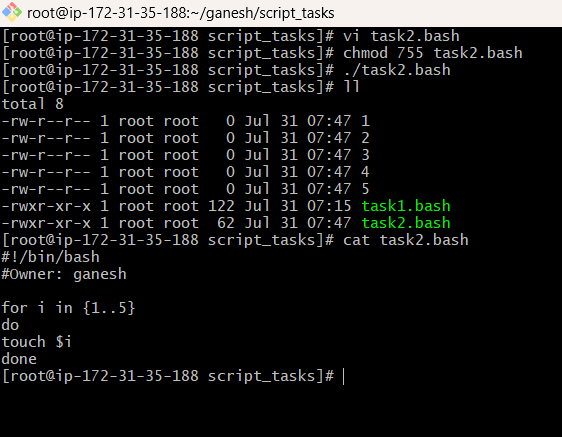 root@ip-172-31-35-188:~/ganesh/script_tasks
[root@ip-172-31-35-188 script_tasks]# vi task2.bash
[root@ip-172-31-35-188 script_tasks]# chmod 755 task2.bash
[root@ip-172-31-35-188 script_tasks]# ./task2.bash
[root@ip-172-31-35-188 script_tasks]# ll
total 8
-rw-r--r-- 1 root root   0 Jul 31 07:47 1
-rw-r--r-- 1 root root   0 Jul 31 07:47 2
-rw-r--r-- 1 root root   0 Jul 31 07:47 3
-rw-r--r-- 1 root root   0 Jul 31 07:47 4
-rw-r--r-- 1 root root   0 Jul 31 07:47 5
-rwxr-xr-x 1 root root 122 Jul 31 07:15 task1.bash
-rwxr-xr-x 1 root root  62 Jul 31 07:47 task2.bash
[root@ip-172-31-35-188 script_tasks]# cat task2.bash
#!/bin/bash
#Owner: ganesh

for i in {1..5}
do
touch $i
done
[root@ip-172-31-35-188 script_tasks]#